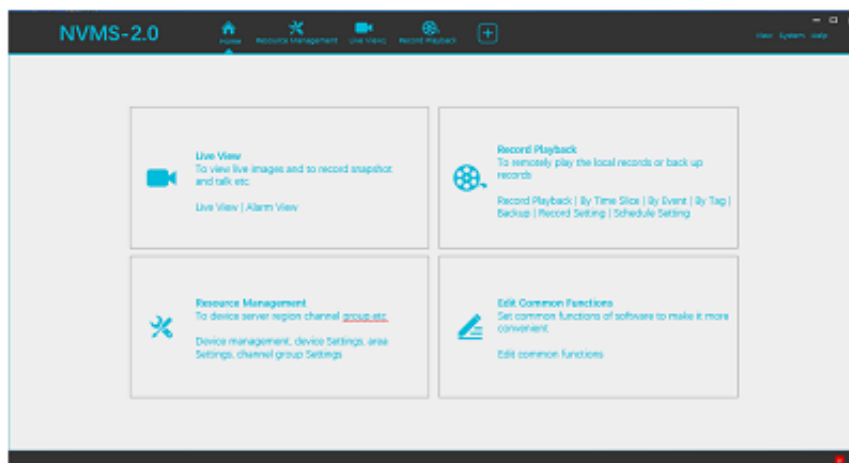 NVMS-2.0
Home
Resource Management
Live View
Record Playback
View System Help
Live View
To view live images and to record snapshot
and talk etc
Live View | Alarm View
Record Playback
To remotely play the local records or back up
records
Record Playback | By Time Slice | By Event | By Tag |
Backup | Record Setting | Schedule Setting
Resource Management
To device server region channel group etc
Device management, device Settings, area
Settings, channel group Settings
Edit Common Functions
Set common functions of software to make it more
convenient
Edit common functions